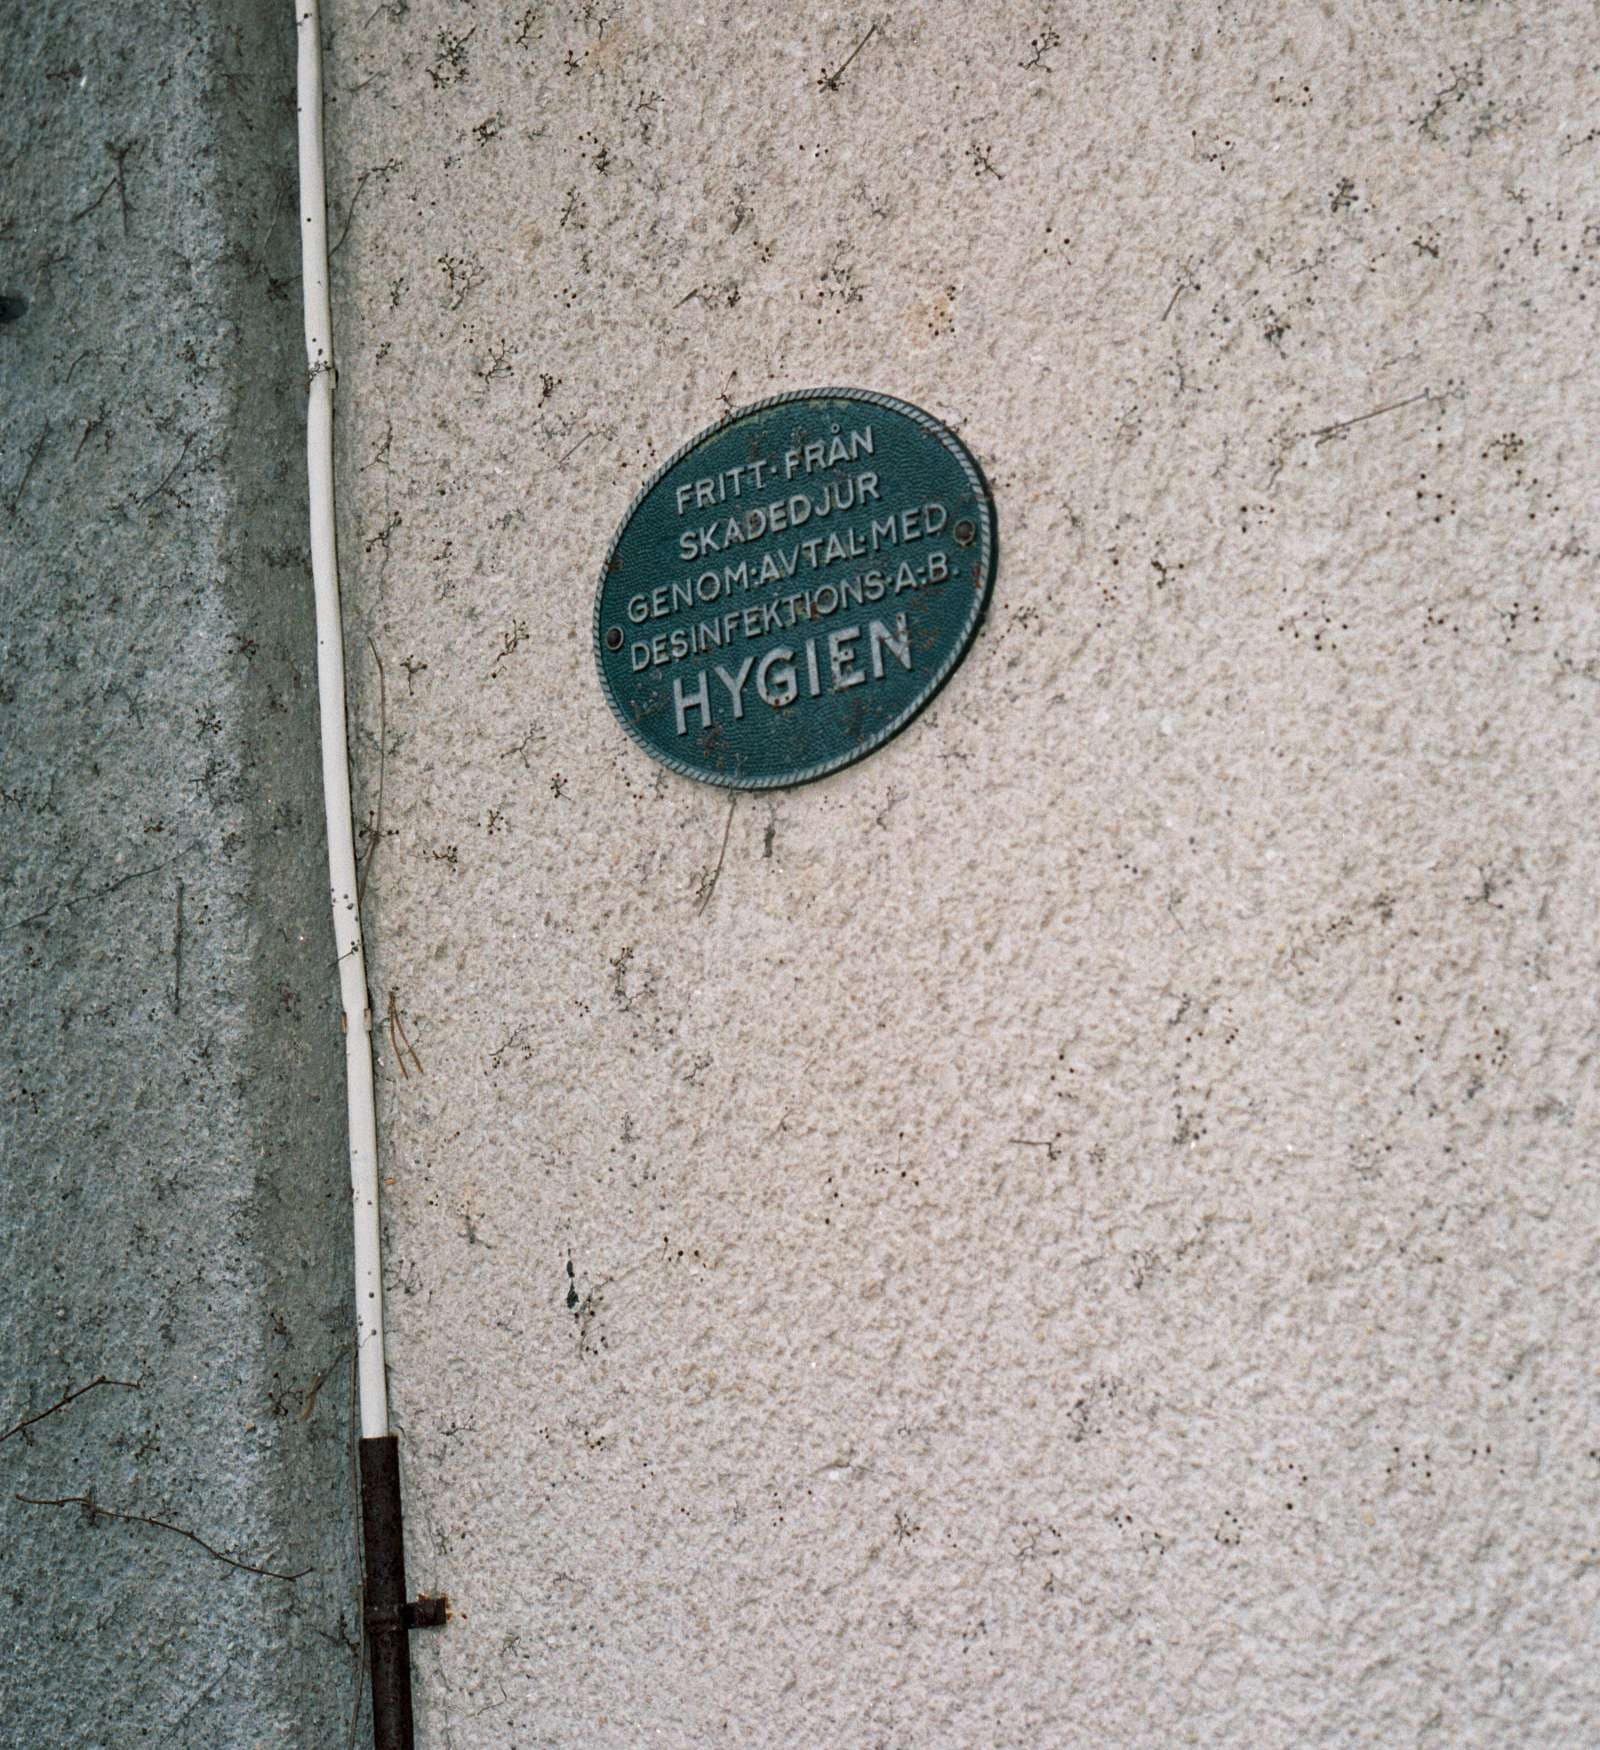 FRITT·FRÅN
SKADEDJUR
GENOM·AVTAL·MED
DESINFEKTIONS·A·B.
HYGIEN